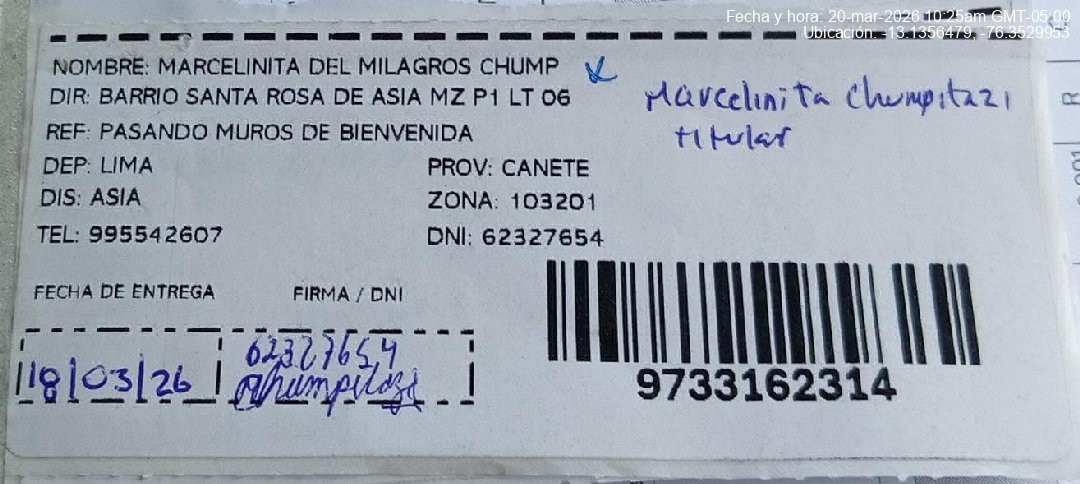 Fecha y hora: 20-mar-2026 10:25am GMT-05:00
Ubicación: -13.1356479, -76.3529953
NOMBRE: MARCELINITA DEL MILAGROS CHUMP
DIR: BARRIO SANTA ROSA DE ASIA MZ P1 LT 06
Marcelinita Chumpitazi
titular
REF: PASANDO MUROS DE BIENVENIDA
DEP: LIMA PROV: CANETE
DIS: ASIA ZONA: 103201
TEL: 995542607 DNI: 62327654
FECHA DE ENTREGA FIRMA / DNI
18/03/26 62327654
Chumpitazi
9733162314